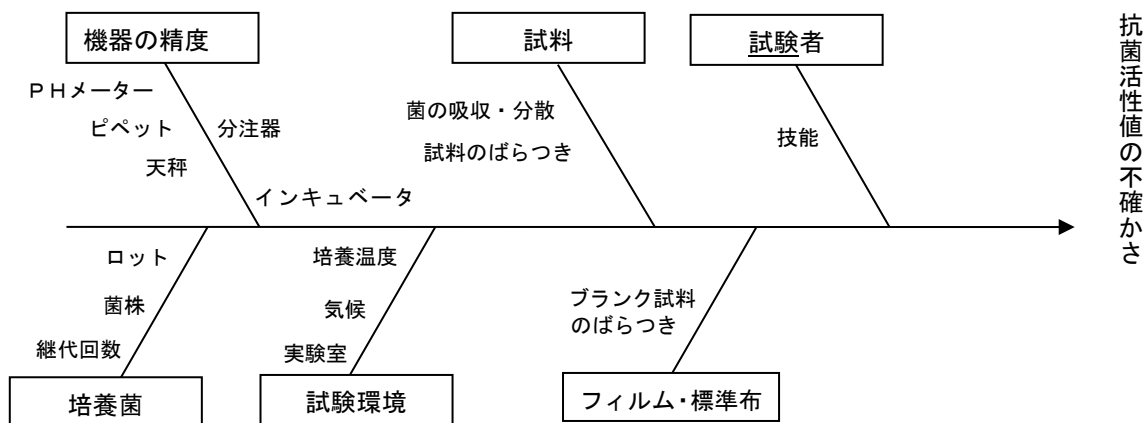 機器の精度
試料
試験者
ＰＨメーター
ピペット
分注器
天秤
インキュベータ
菌の吸収・分散
試料のばらつき
技能
抗菌活性値の不確かさ
ロット
菌株
継代回数
培養温度
気候
実験室
ブランク試料
のばらつき
培養菌
試験環境
フィルム・標準布